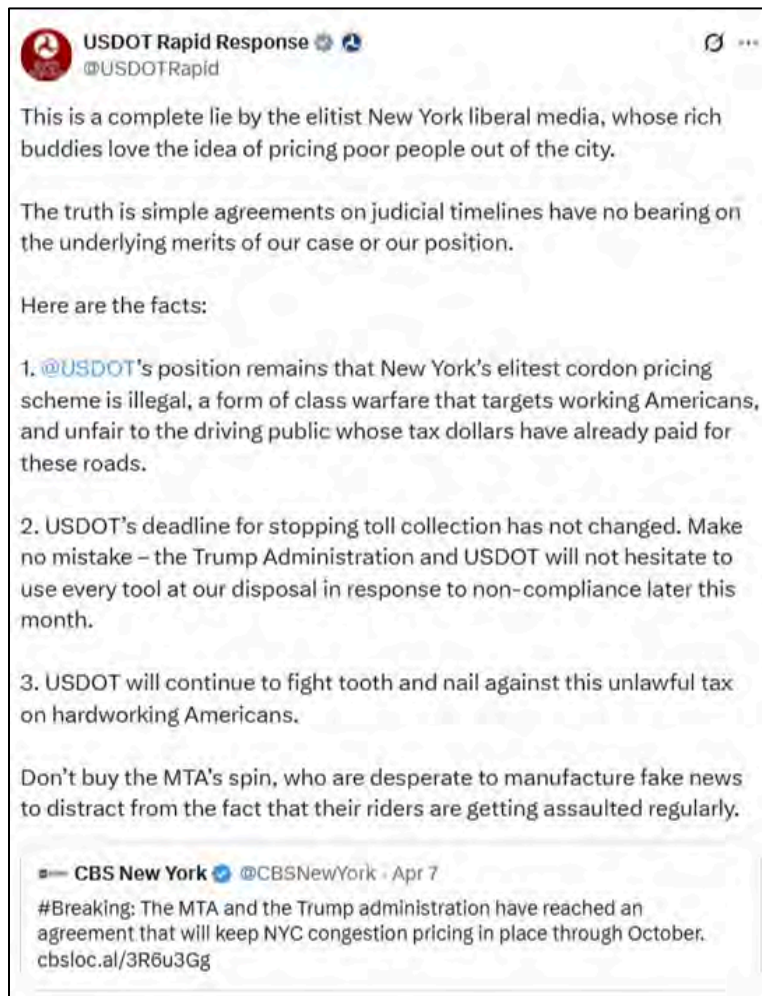 USDOT Rapid Response
@USDOTRapid
This is a complete lie by the elitist New York liberal media, whose rich
buddies love the idea of pricing poor people out of the city.
The truth is simple agreements on judicial timelines have no bearing on
the underlying merits of our case or our position.
Here are the facts:
1. @USDOT's position remains that New York's elitest cordon pricing
scheme is illegal, a form of class warfare that targets working Americans,
and unfair to the driving public whose tax dollars have already paid for
these roads.
2. USDOT's deadline for stopping toll collection has not changed. Make
no mistake – the Trump Administration and USDOT will not hesitate to
use every tool at our disposal in response to non-compliance later this
month.
3. USDOT will continue to fight tooth and nail against this unlawful tax
on hardworking Americans.
Don't buy the MTA's spin, who are desperate to manufacture fake news
to distract from the fact that their riders are getting assaulted regularly.
CBS New York @CBSNewYork · Apr 7
#Breaking: The MTA and the Trump administration have reached an
agreement that will keep NYC congestion pricing in place through October.
cbsloc.al/3R6u3Gg